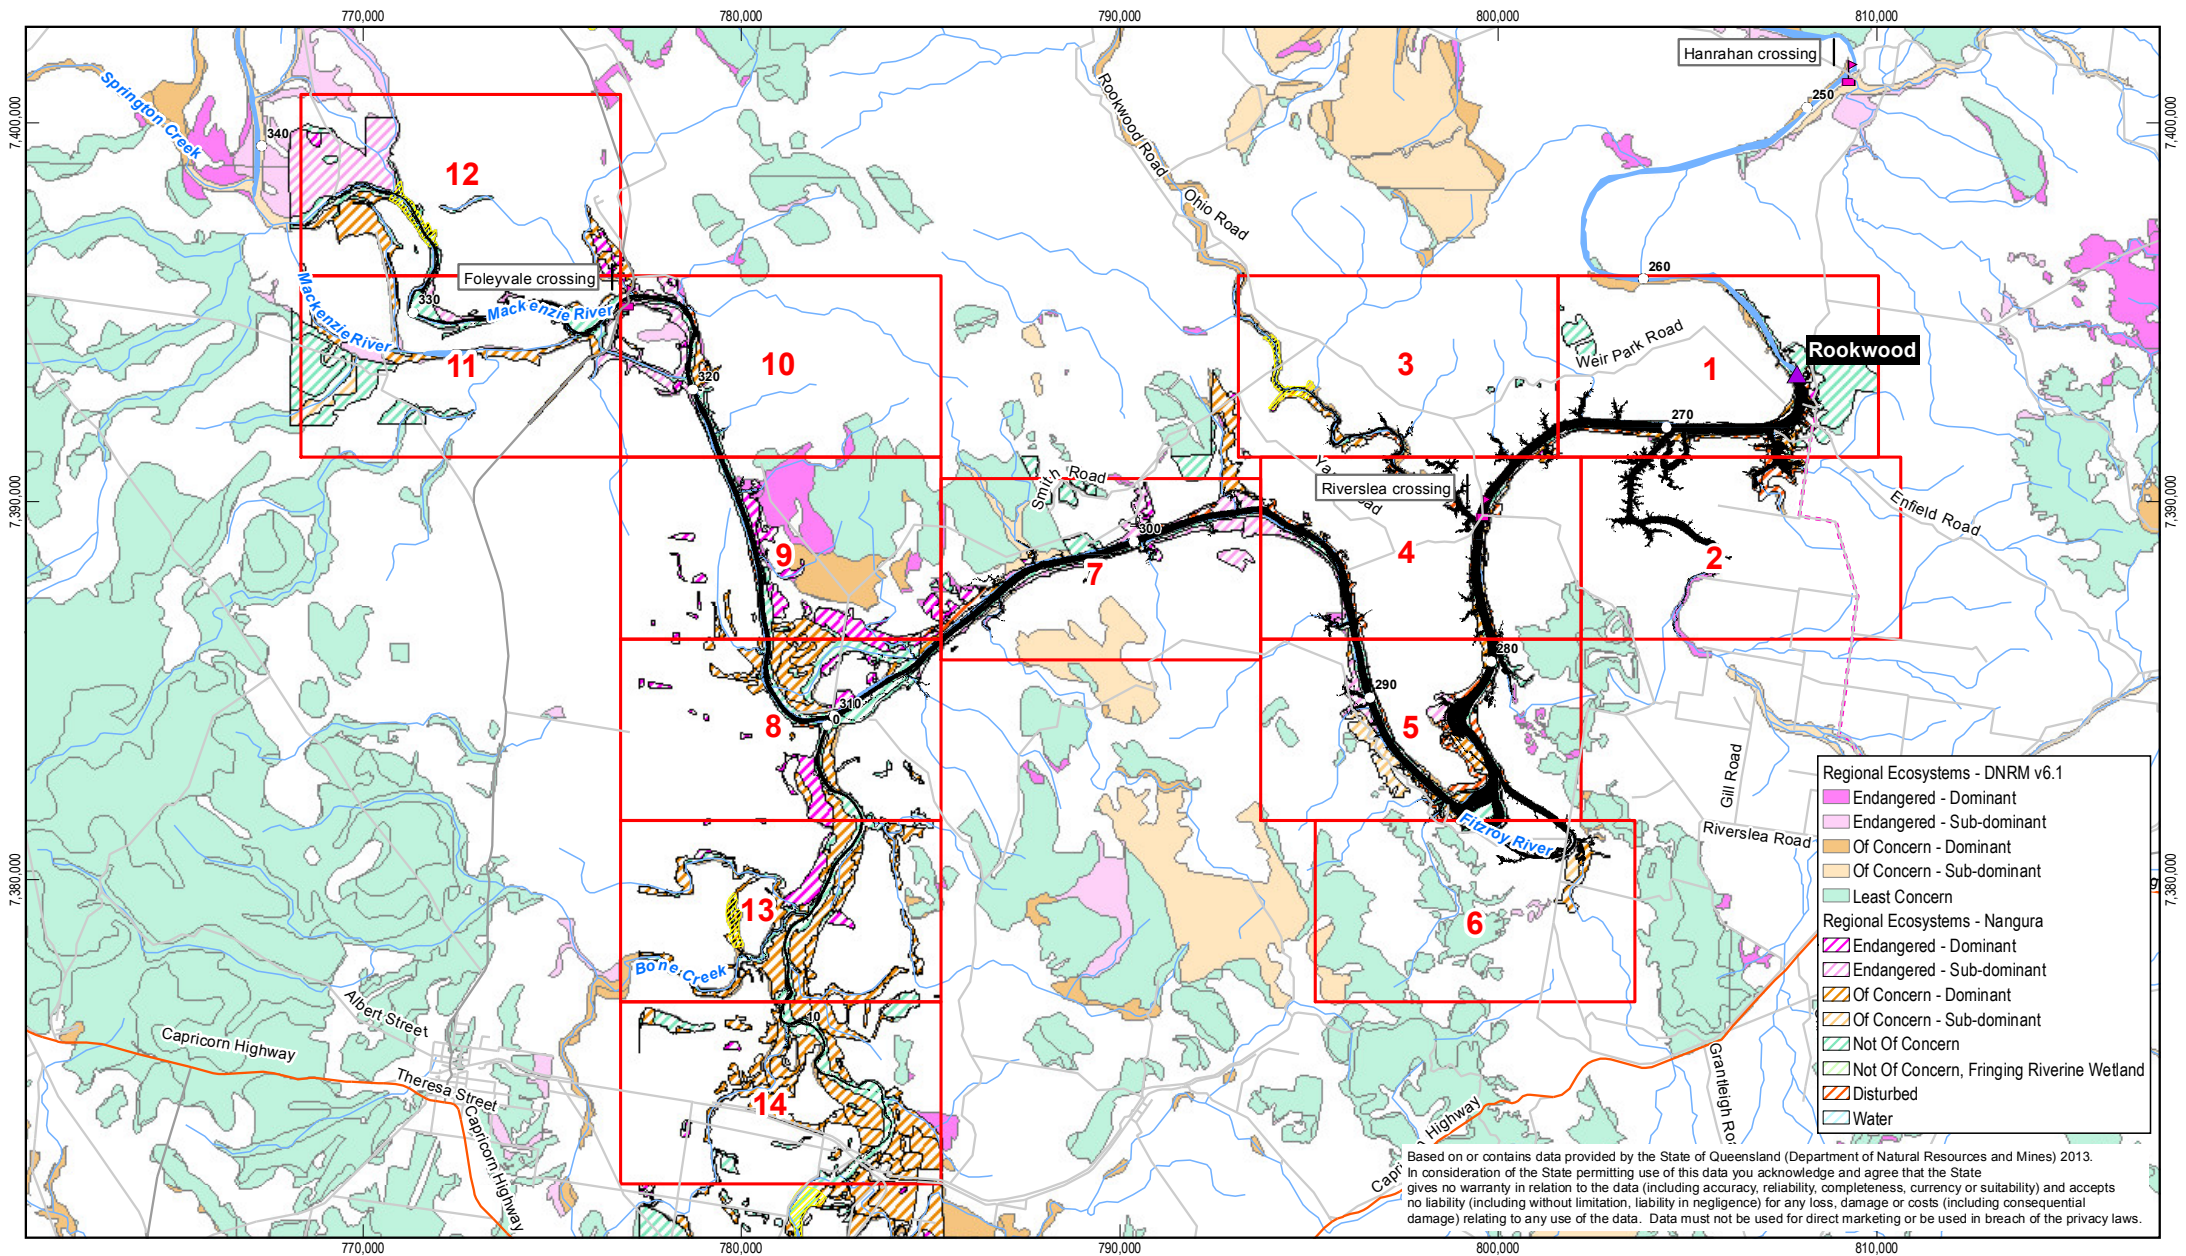 770,000
780,000
790,000
800,000
810,000
Hanrahan crossing
250
7,400,000
7,400,000
Springton Creek
Rookwood Road
340
12
Ohio Road
Foleyvale crossing
260
Mackenzie River
330
Mackenzie River
Weir Park Road
Rookwood
11
10
3
1
320
270
Smith Road
Riverslea crossing
7,390,000
7,390,000
Enfield Road
300
9
7
4
2
280
290
310
0
8
5
Gill Road
Fitzroy River
Riverslea Road
7,380,000
7,380,000
13
6
Bone Creek
Albert Street
10
Capricorn Highway
Theresa Street
Capricorn Highway
14
Grantleigh Roa
Highway
Regional Ecosystems - DNRM v6.1
Endangered - Dominant
Endangered - Sub-dominant
Of Concern - Dominant
Of Concern - Sub-dominant
Least Concern
Regional Ecosystems - Nangura
Endangered - Dominant
Endangered - Sub-dominant
Of Concern - Dominant
Of Concern - Sub-dominant
Not Of Concern
Not Of Concern, Fringing Riverine Wetland
Disturbed
Water
Based on or contains data provided by the State of Queensland (Department of Natural Resources and Mines) 2013.
In consideration of the State permitting use of this data you acknowledge and agree that the State
gives no warranty in relation to the data (including accuracy, reliability, completeness, currency or suitability) and accepts
no liability (including without limitation, liability in negligence) for any loss, damage or costs (including consequential
damage) relating to any use of the data. Data must not be used for direct marketing or be used in breach of the privacy laws.
770,000
780,000
790,000
800,000
810,000